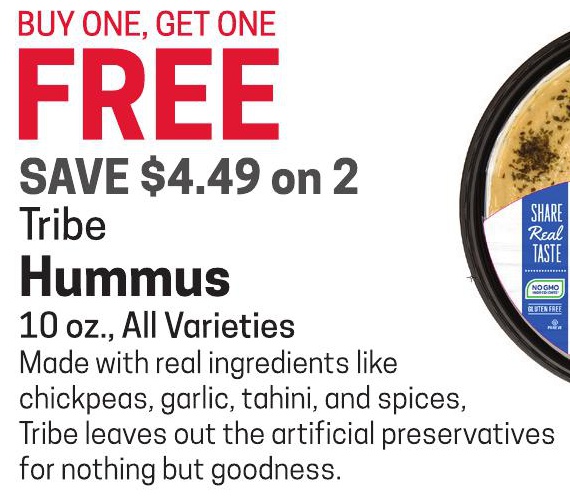 BUY ONE, GET ONE
FREE
SAVE $4.49 on 2
Tribe
Hummus
10 oz., All Varieties
Made with real ingredients like
chickpeas, garlic, tahini, and spices,
Tribe leaves out the artificial preservatives
for nothing but goodness.
SHARE
Real
TASTE
NO GMO
GLUTEN FREE